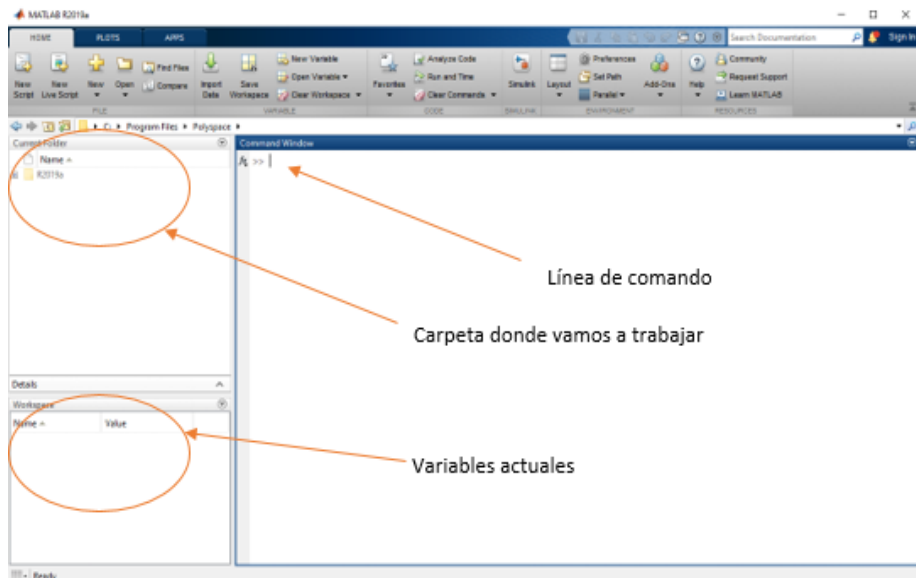 MATLAB R2019a
HOME PLOTS APPS
Search Documentation
Sign In
New Script
New Live Script
New
Open
Find Files
Compare
Import Data
Save Workspace
New Variable
Open Variable
Clear Workspace
Favorites
Analyze Code
Run and Time
Clear Commands
Simulink
Layout
Preferences
Set Path
Parallel
Add-Ons
Help
Community
Request Support
Learn MATLAB
FILE VARIABLE CODE SIMULINK ENVIRONMENT RESOURCES
C: Program Files Polyspace
Current Folder
Name
R2019a
Command Window
fx >>
Línea de comando
Carpeta donde vamos a trabajar
Details
Workspace
Name Value
Variables actuales
Ready